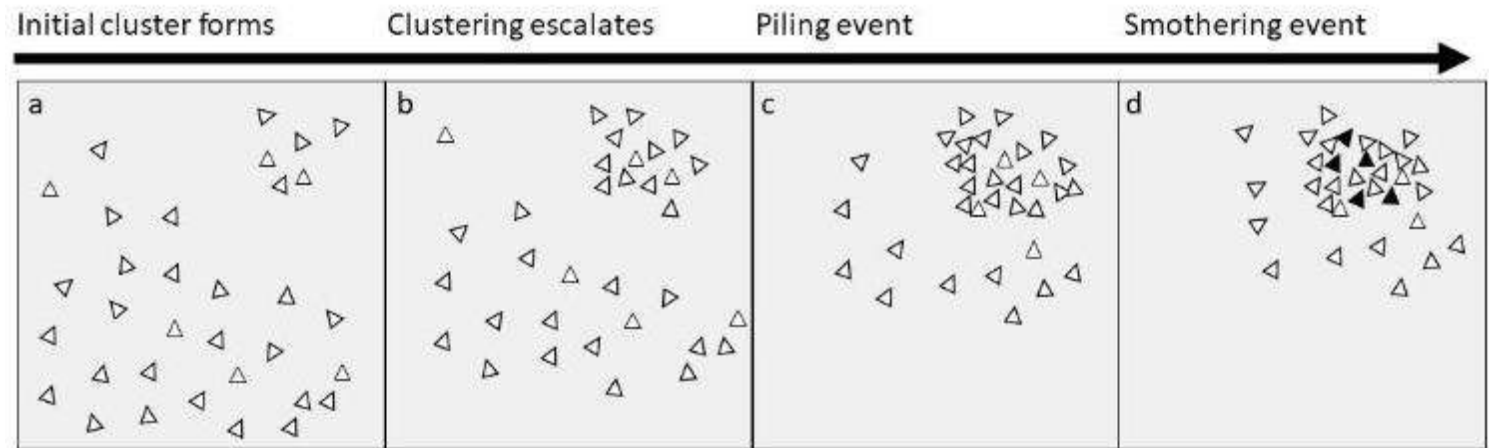 Initial cluster forms
Clustering escalates
Piling event
Smothering event
a
b
c
d